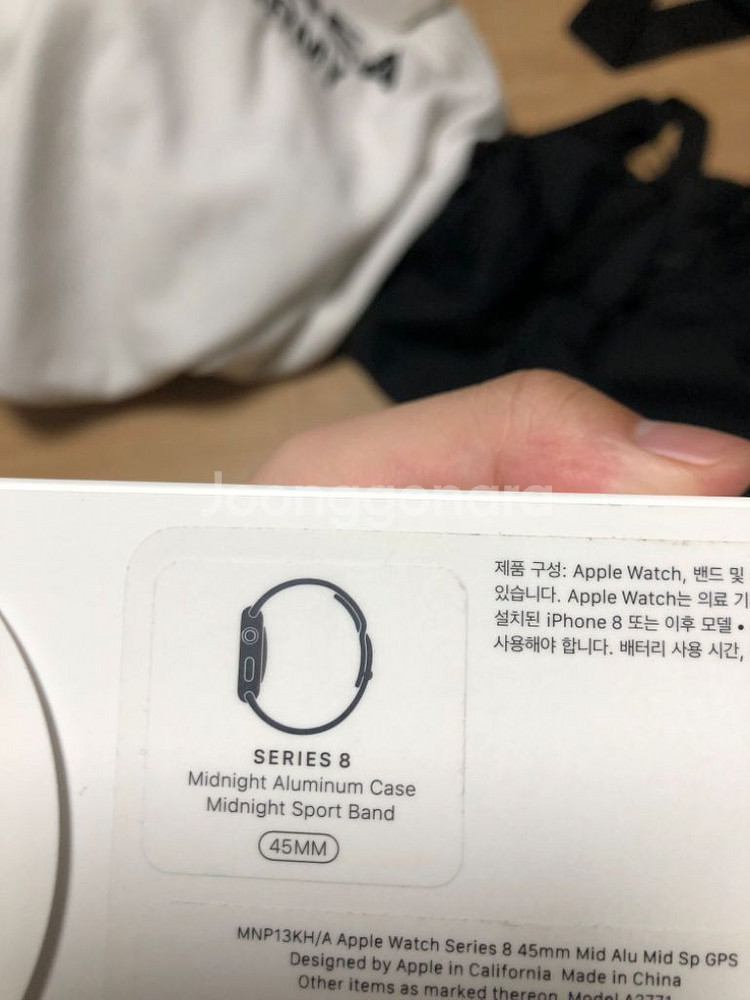 Joonggonara
제품 구성: Apple Watch, 밴드 및
있습니다. Apple Watch는 의료 기
설치된 iPhone 8 또는 이후 모델 •
사용해야 합니다. 배터리 사용 시간,
SERIES 8
Midnight Aluminum Case
Midnight Sport Band
45MM
MNP13KH/A Apple Watch Series 8 45mm Mid Alu Mid Sp GPS
Designed by Apple in California Made in China
Other items as marked thereon Model